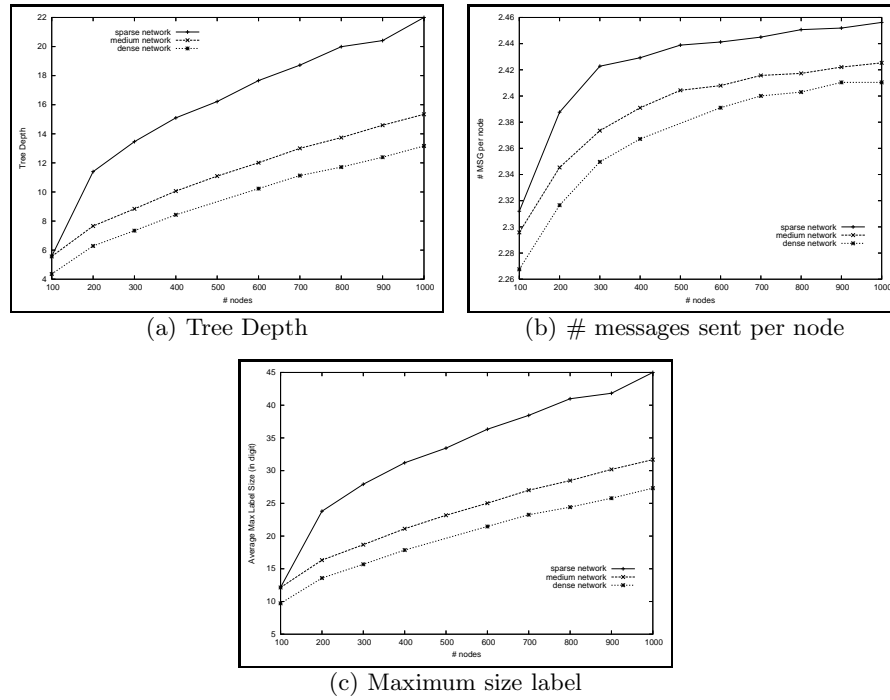 22
20
18
16
14
12
10
8
6
4
Tree Depth
sparse network
medium network
dense network
100 200 300 400 500 600 700 800 900 1000
# nodes
(a) Tree Depth
2.46
2.44
2.42
2.4
2.38
2.36
2.34
2.32
2.3
2.28
2.26
# MSG per node
sparse network
medium network
dense network
100 200 300 400 500 600 700 800 900 1000
# nodes
(b) # messages sent per node
45
40
35
30
25
20
15
10
5
Average Max Label Size (in digit)
sparse network
medium network
dense network
100 200 300 400 500 600 700 800 900 1000
# nodes
(c) Maximum size label